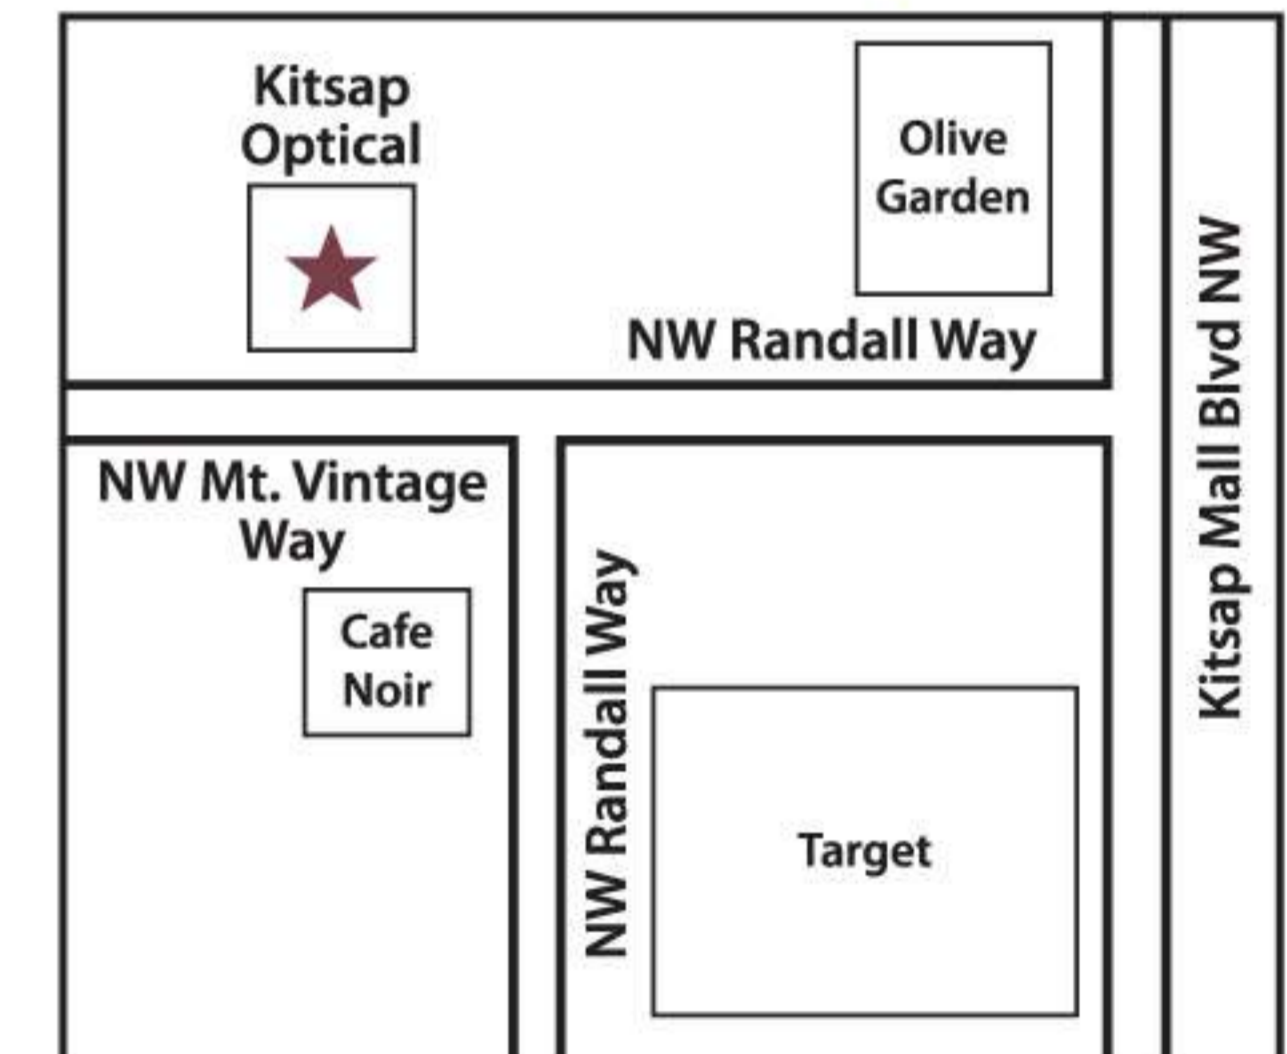 Kitsap
Optical
Olive
Garden
NW Randall Way
Kitsap Mall Blvd NW
NW Mt. Vintage
Way
Cafe
Noir
NW Randall Way
Target